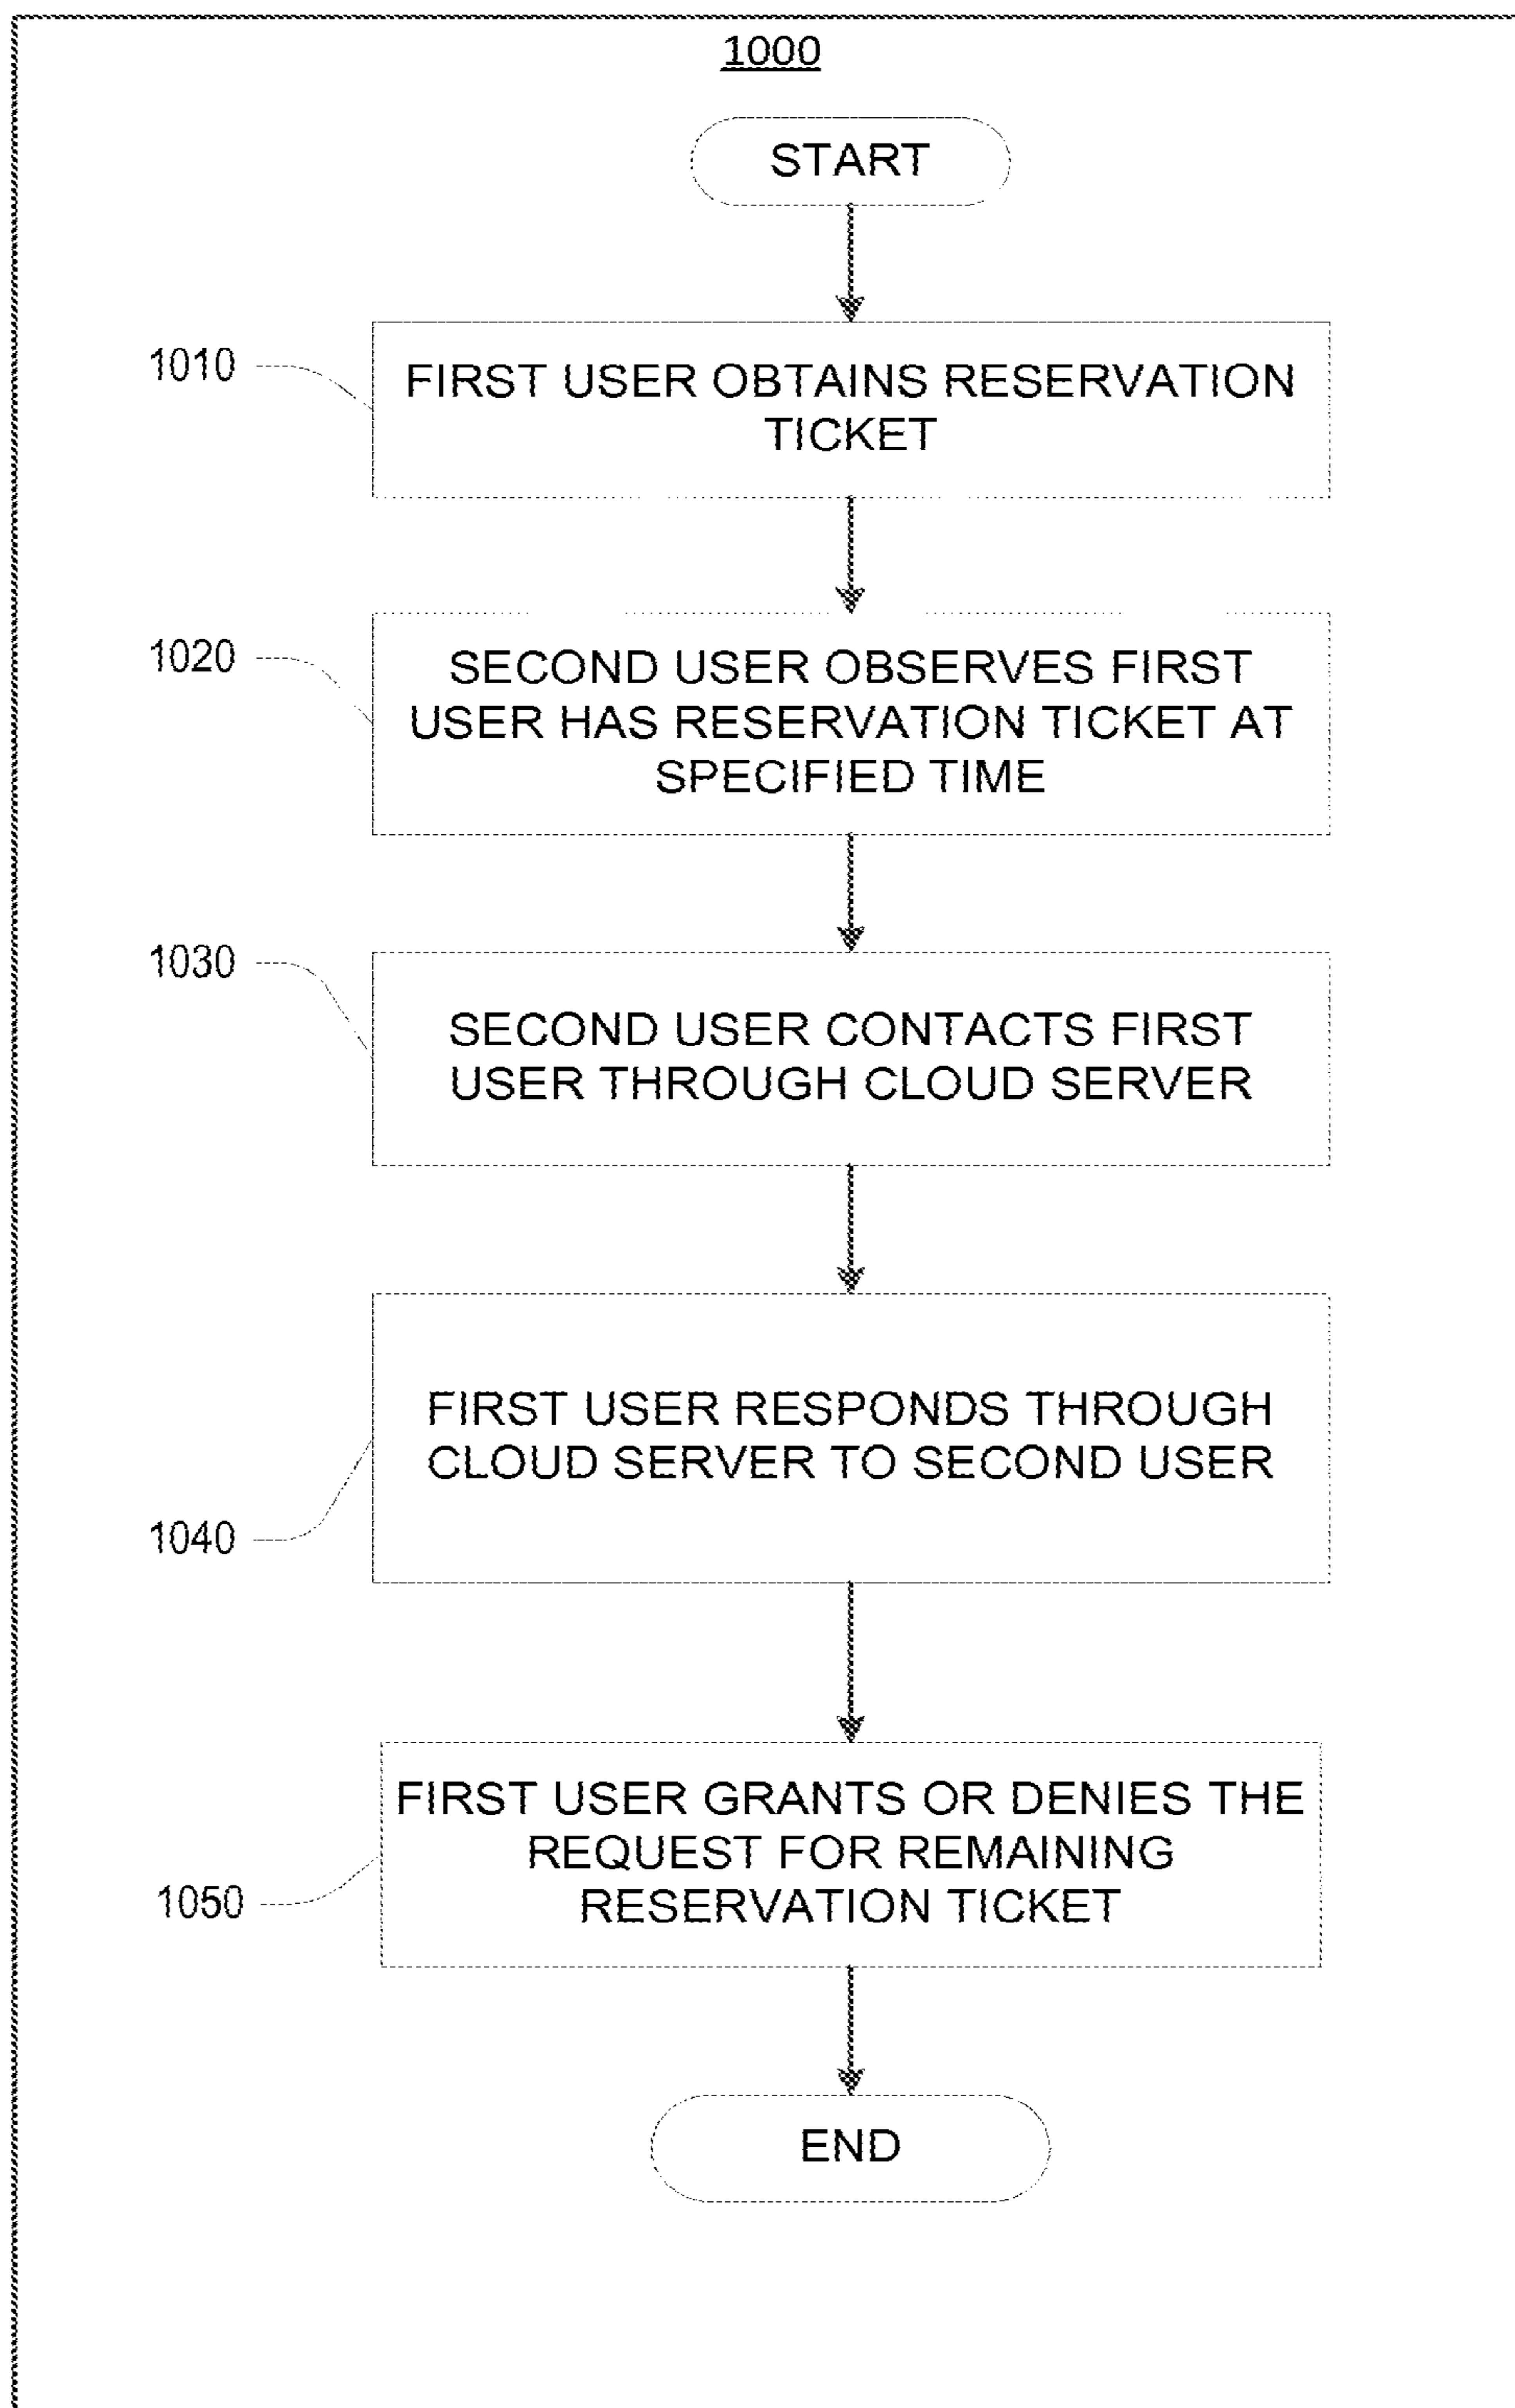 1000
START
1010
FIRST USER OBTAINS RESERVATION
TICKET
1020
SECOND USER OBSERVES FIRST
USER HAS RESERVATION TICKET AT
SPECIFIED TIME
1030
SECOND USER CONTACTS FIRST
USER THROUGH CLOUD SERVER
FIRST USER RESPONDS THROUGH
CLOUD SERVER TO SECOND USER
1040
FIRST USER GRANTS OR DENIES THE
REQUEST FOR REMAINING
RESERVATION TICKET
1050
END